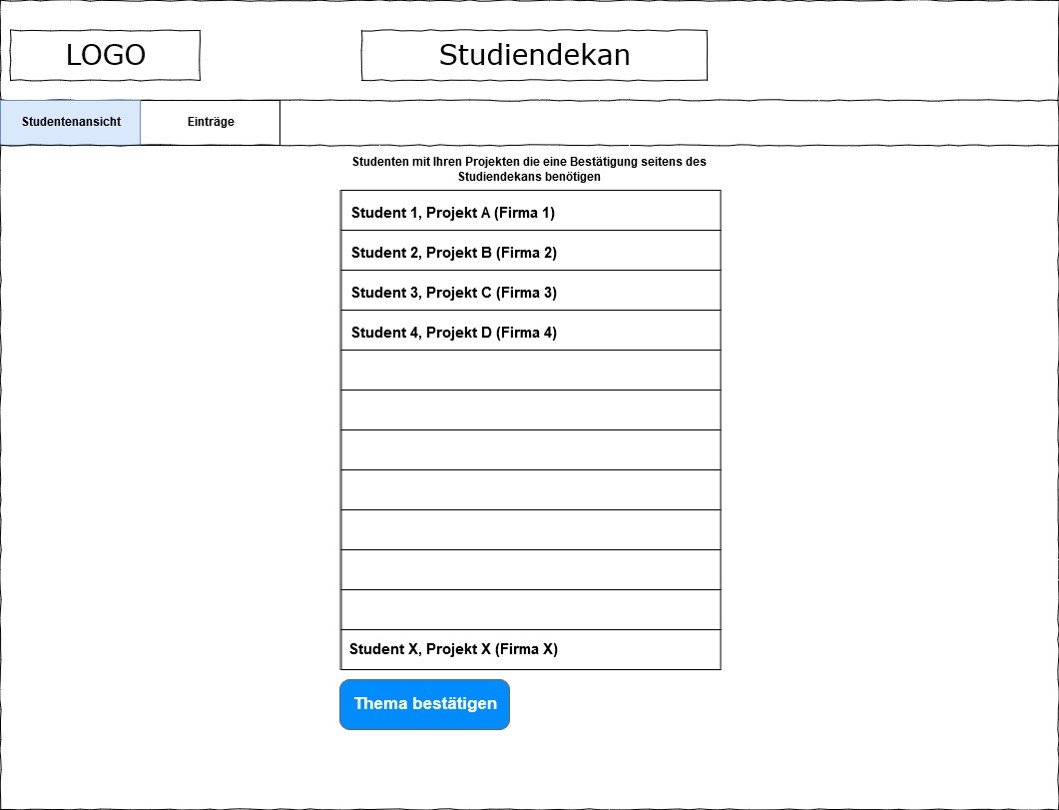 LOGO
Studiendekan
Studentenansicht
Einträge
Studenten mit Ihren Projekten die eine Bestätigung seitens des
Studiendekans benötigen
Student 1, Projekt A (Firma 1)
Student 2, Projekt B (Firma 2)
Student 3, Projekt C (Firma 3)
Student 4, Projekt D (Firma 4)
Student X, Projekt X (Firma X)
Thema bestätigen